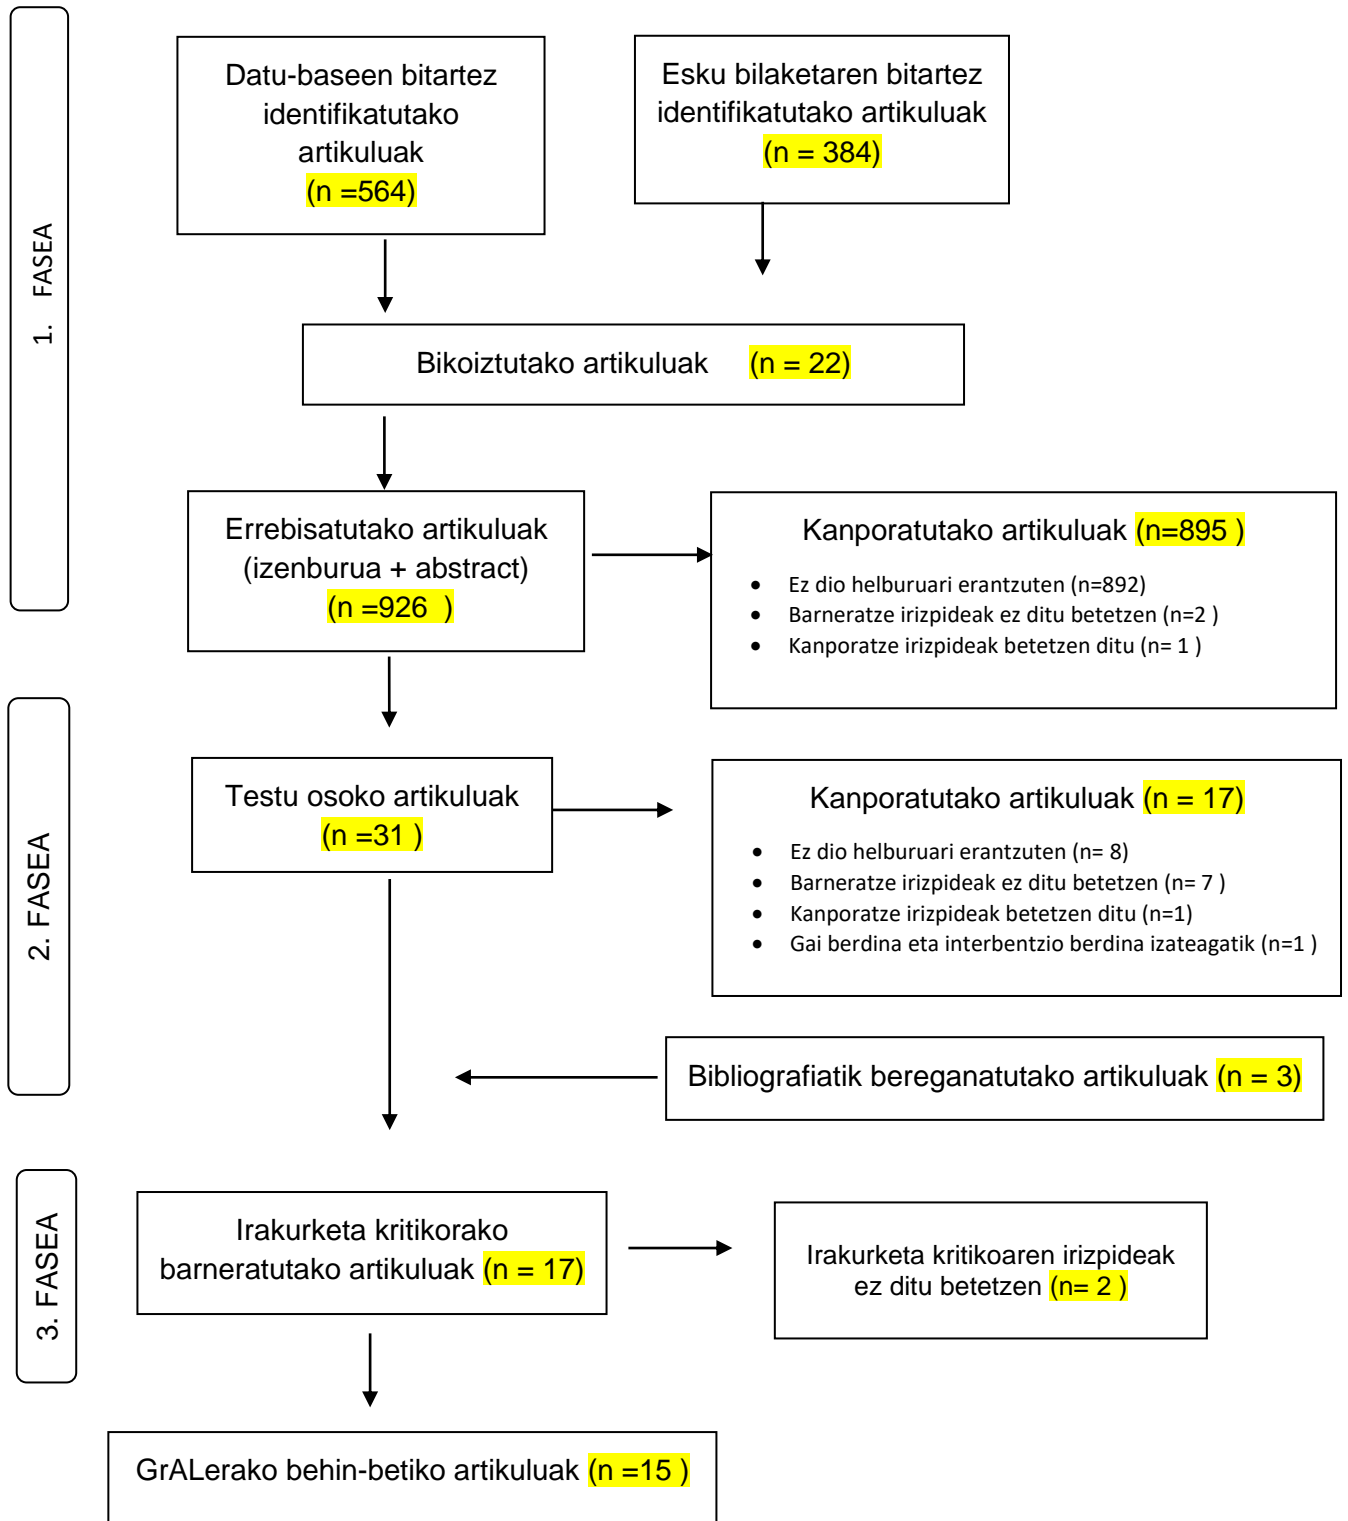 1. FASEA
Datu-baseen bitartez
identifikatutako
artikuluak
(n =564)
Esku bilaketaren bitartez
identifikatutako artikuluak
(n = 384)
Bikoiztutako artikuluak (n = 22)
Errebisatutako artikuluak
(izenburua + abstract)
(n =926 )
Kanporatutako artikuluak (n=895 )
• Ez dio helburuari erantzuten (n=892)
• Barneratze irizpideak ez ditu betetzen (n=2 )
• Kanporatze irizpideak betetzen ditu (n= 1 )
2. FASEA
Testu osoko artikuluak
(n =31 )
Kanporatutako artikuluak (n = 17)
• Ez dio helburuari erantzuten (n= 8)
• Barneratze irizpideak ez ditu betetzen (n= 7 )
• Kanporatze irizpideak betetzen ditu (n=1)
• Gai berdina eta interbentzio berdina izateagatik (n=1 )
Bibliografiatik bereganatutako artikuluak (n = 3)
3. FASEA
Irakurketa kritikorako
barneratutako artikuluak (n = 17)
Irakurketa kritikoaren irizpideak
ez ditu betetzen (n= 2 )
GrALerako behin-betiko artikuluak (n =15 )